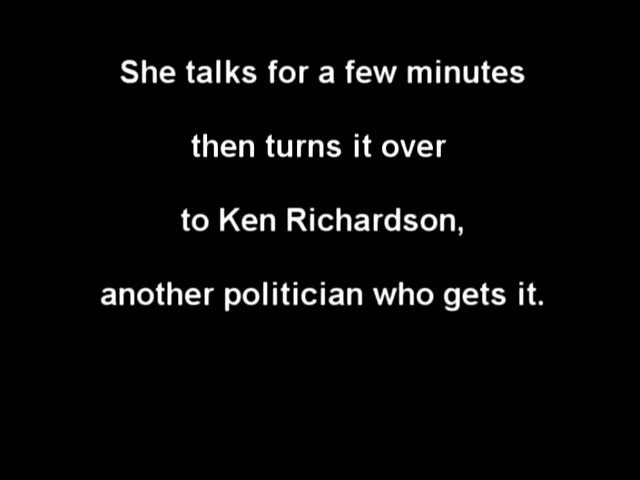 She talks for a few minutes
then turns it over
to Ken Richardson,
another politician who gets it.